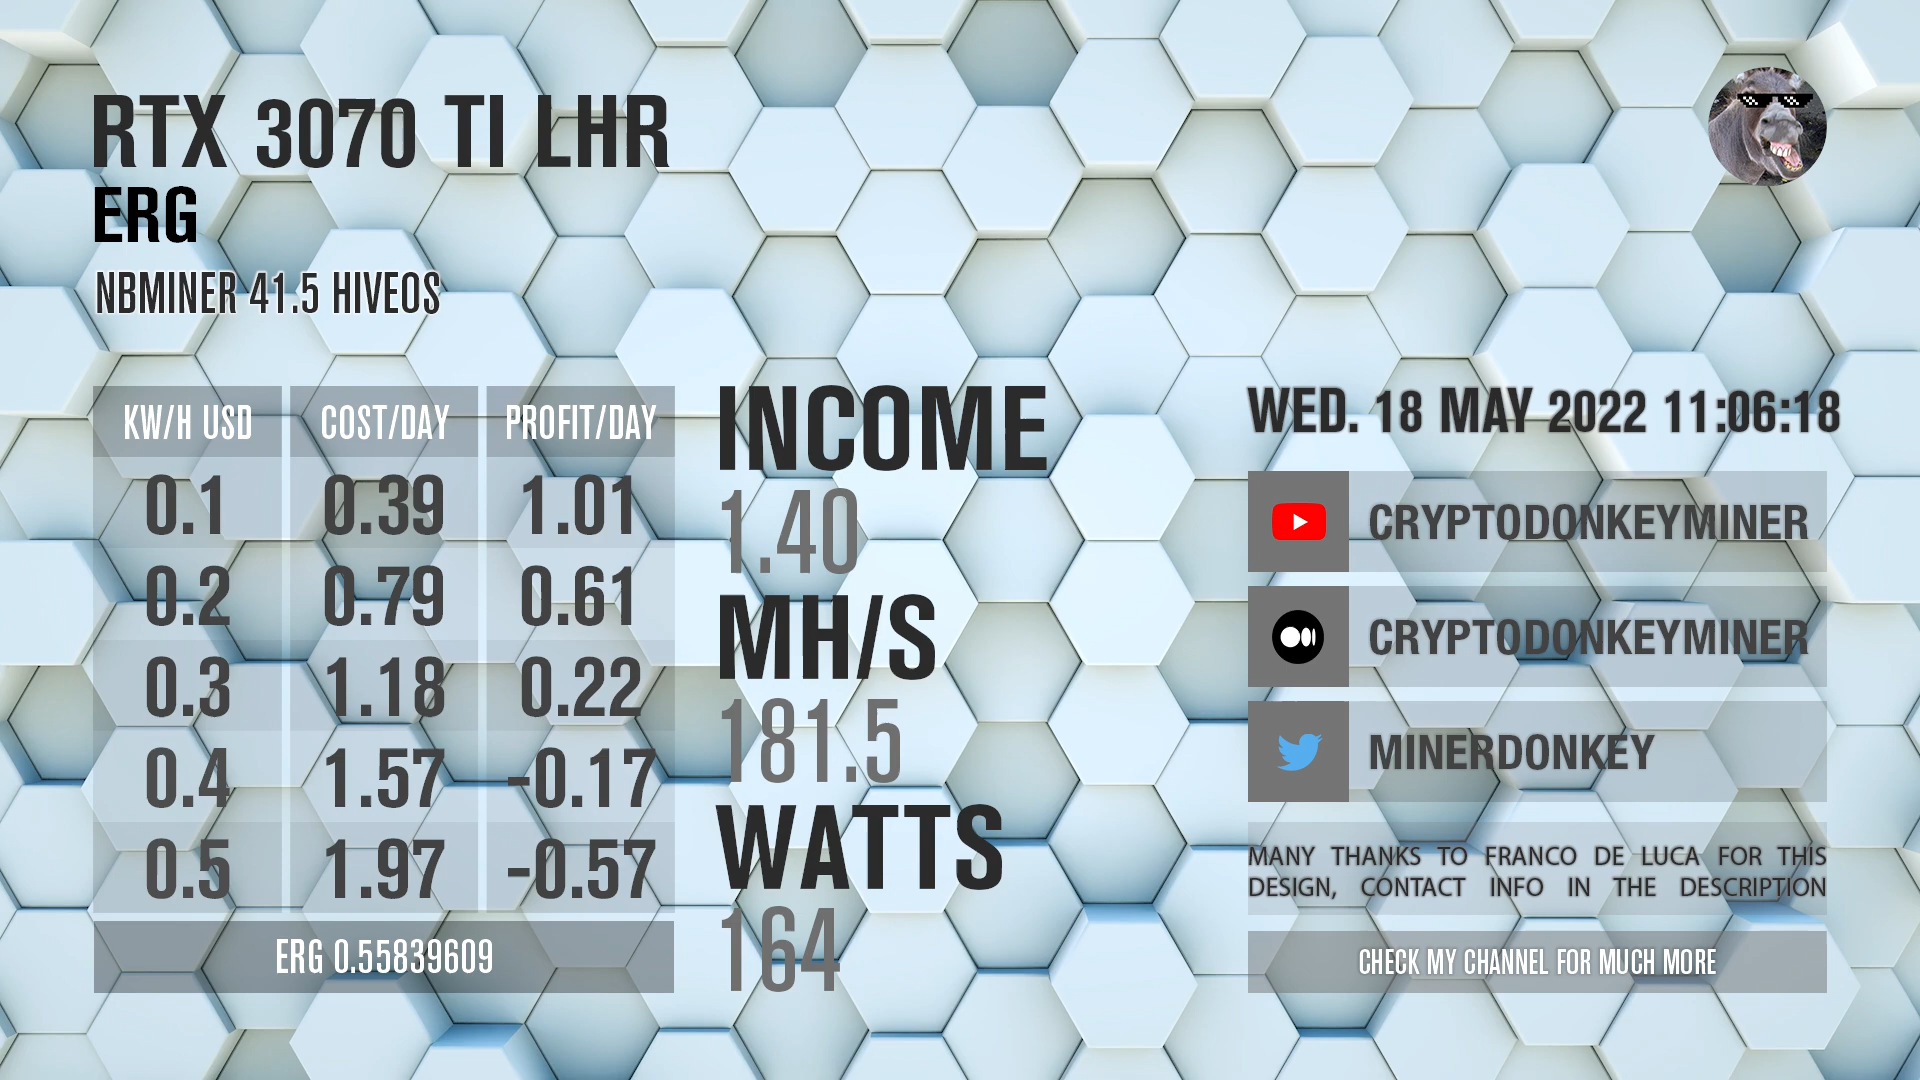 RTX 3070 TI LHR
ERG
NBMINER 41.5 HIVEOS
KW/H USD COST/DAY PROFIT/DAY
0.1 0.39 1.01
0.2 0.79 0.61
0.3 1.18 0.22
0.4 1.57 -0.17
0.5 1.97 -0.57
ERG 0.55839609
INCOME
1.40
MH/S
181.5
WATTS
164
WED. 18 MAY 2022 11:06:18
CRYPTODONKEYMINER
CRYPTODONKEYMINER
MINERDONKEY
MANY THANKS TO FRANCO DE LUCA FOR THIS
DESIGN, CONTACT INFO IN THE DESCRIPTION
CHECK MY CHANNEL FOR MUCH MORE